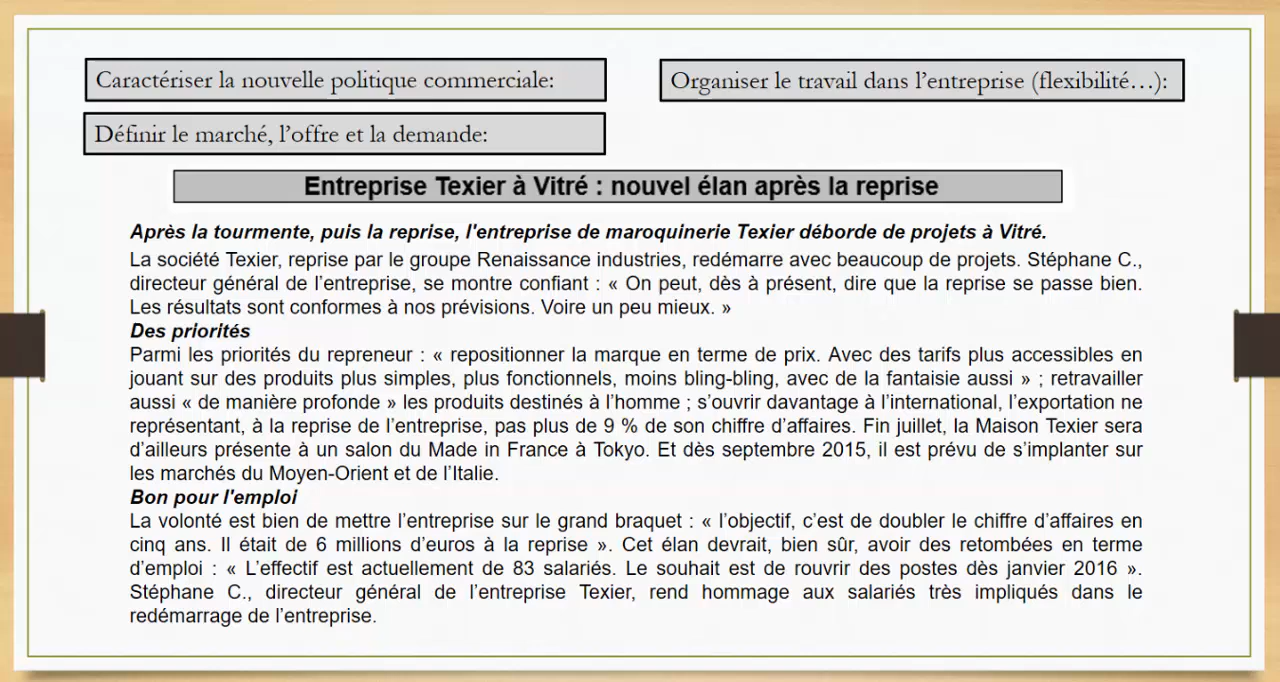 Caractériser la nouvelle politique commerciale:
Organiser le travail dans l’entreprise (flexibilité…):
Définir le marché, l’offre et la demande:
Entreprise Texier à Vitré : nouvel élan après la reprise
Après la tourmente, puis la reprise, l'entreprise de maroquinerie Texier déborde de projets à Vitré.
La société Texier, reprise par le groupe Renaissance industries, redémarre avec beaucoup de projets. Stéphane C.,
directeur général de l’entreprise, se montre confiant : « On peut, dès à présent, dire que la reprise se passe bien.
Les résultats sont conformes à nos prévisions. Voire un peu mieux. »
Des priorités
Parmi les priorités du repreneur : « repositionner la marque en terme de prix. Avec des tarifs plus accessibles en
jouant sur des produits plus simples, plus fonctionnels, moins bling-bling, avec de la fantaisie aussi » ; retravailler
aussi « de manière profonde » les produits destinés à l’homme ; s’ouvrir davantage à l’international, l’exportation ne
représentant, à la reprise de l’entreprise, pas plus de 9 % de son chiffre d’affaires. Fin juillet, la Maison Texier sera
d’ailleurs présente à un salon du Made in France à Tokyo. Et dès septembre 2015, il est prévu de s’implanter sur
les marchés du Moyen-Orient et de l’Italie.
Bon pour l'emploi
La volonté est bien de mettre l’entreprise sur le grand braquet : « l’objectif, c’est de doubler le chiffre d’affaires en
cinq ans. Il était de 6 millions d’euros à la reprise ». Cet élan devrait, bien sûr, avoir des retombées en terme
d’emploi : « L’effectif est actuellement de 83 salariés. Le souhait est de rouvrir des postes dès janvier 2016 ».
Stéphane C., directeur général de l’entreprise Texier, rend hommage aux salariés très impliqués dans le
redémarrage de l’entreprise.